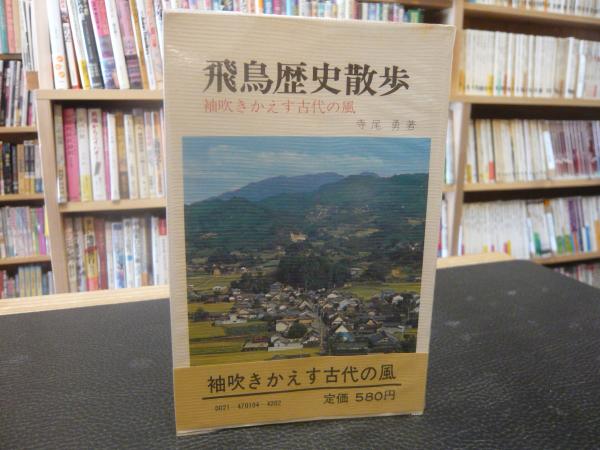 飛鳥歴史散歩
袖吹きかえす古代の風
寺尾 勇著
袖吹きかえす古代の風
0021-470104-4202
定価 580円